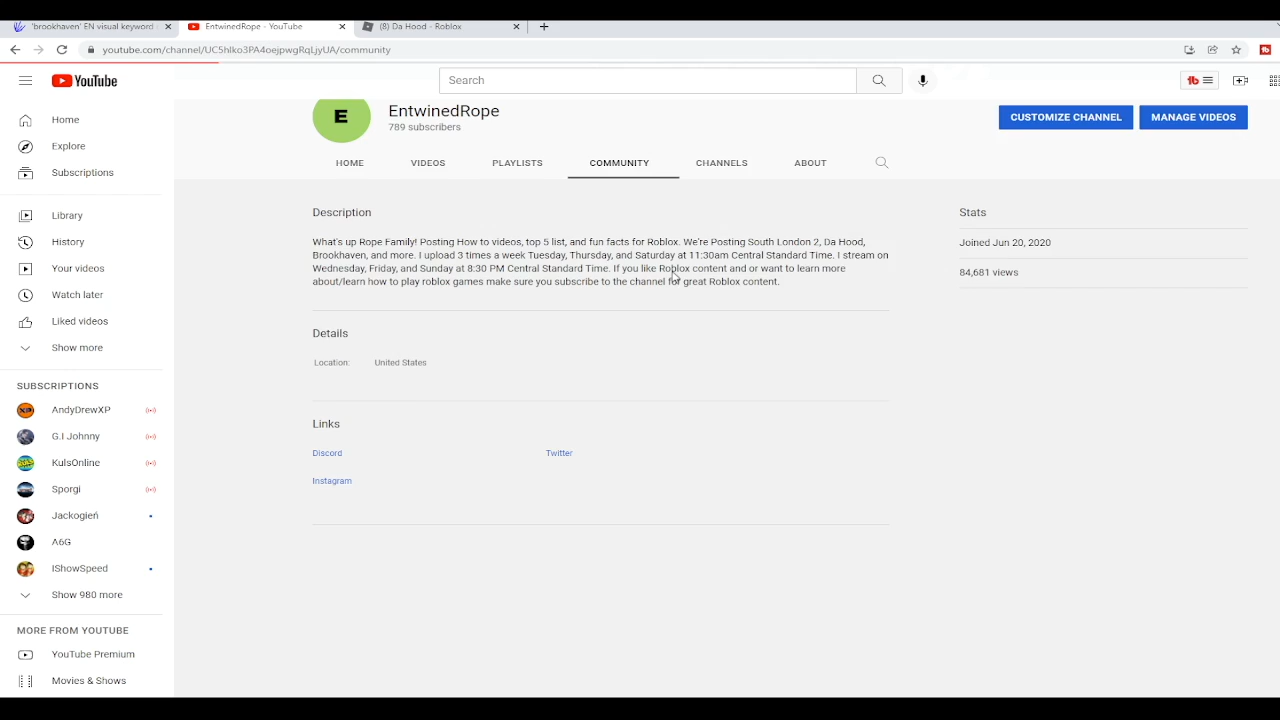 'brookhaven' EN visual keyword
EntwinedRope - YouTube
(8) Da Hood - Roblox
youtube.com/channel/UC5hlko3PA4oejpwgRqLjyUA/community
YouTube
Search
tb
E
EntwinedRope
789 subscribers
CUSTOMIZE CHANNEL
MANAGE VIDEOS
HOME
VIDEOS
PLAYLISTS
COMMUNITY
CHANNELS
ABOUT
Home
Explore
Subscriptions
Library
History
Your videos
Watch later
Liked videos
Show more
SUBSCRIPTIONS
AndyDrewXP
G.I Johnny
KulsOnline
Sporgi
Jackogień
A6G
IShowSpeed
Show 980 more
MORE FROM YOUTUBE
YouTube Premium
Movies & Shows
Description
What's up Rope Family! Posting How to videos, top 5 list, and fun facts for Roblox. We're Posting South London 2, Da Hood,
Brookhaven, and more. I upload 3 times a week Tuesday, Thursday, and Saturday at 11:30am Central Standard Time. I stream on
Wednesday, Friday, and Sunday at 8:30 PM Central Standard Time. If you like Roblox content and or want to learn more
about/learn how to play roblox games make sure you subscribe to the channel for great Roblox content.
Details
Location:
United States
Links
Discord
Twitter
Instagram
Stats
Joined Jun 20, 2020
84,681 views